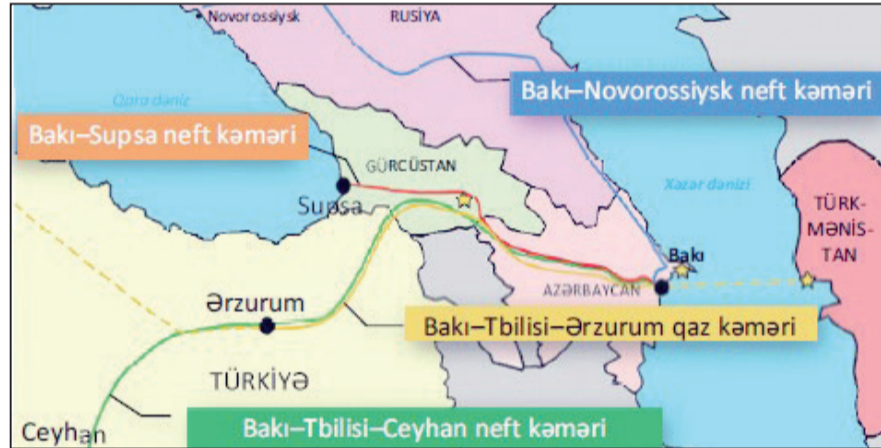 Novorossiysk
RUSİYA
Qara dəniz
Bakı–Novorossiysk neft kəməri
Bakı–Supsa neft kəməri
GÜRCÜSTAN
Xəzər dənizi
Supsa
TÜRK-
MƏNİS-
TAN
Bakı
AZƏRBAYCAN
Ərzurum
Bakı–Tbilisi–Ərzurum qaz kəməri
TÜRKİYƏ
Ceyhan
Bakı–Tbilisi–Ceyhan neft kəməri